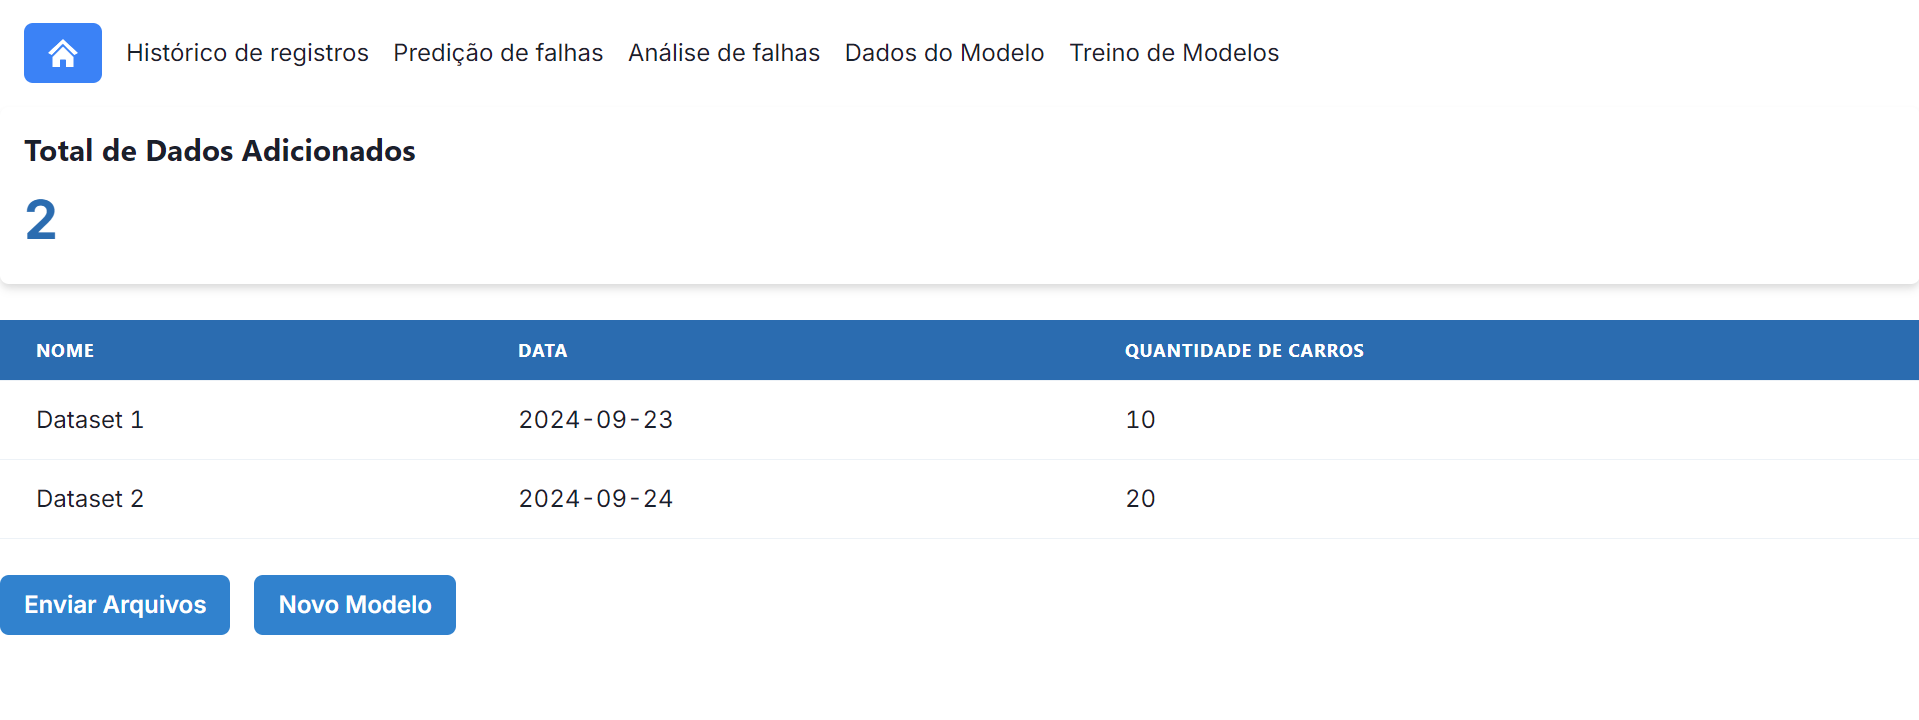 Histórico de registros Predição de falhas Análise de falhas Dados do Modelo Treino de Modelos
Total de Dados Adicionados
2
NOME DATA QUANTIDADE DE CARROS
Dataset 1 2024-09-23 10
Dataset 2 2024-09-24 20
Enviar Arquivos Novo Modelo